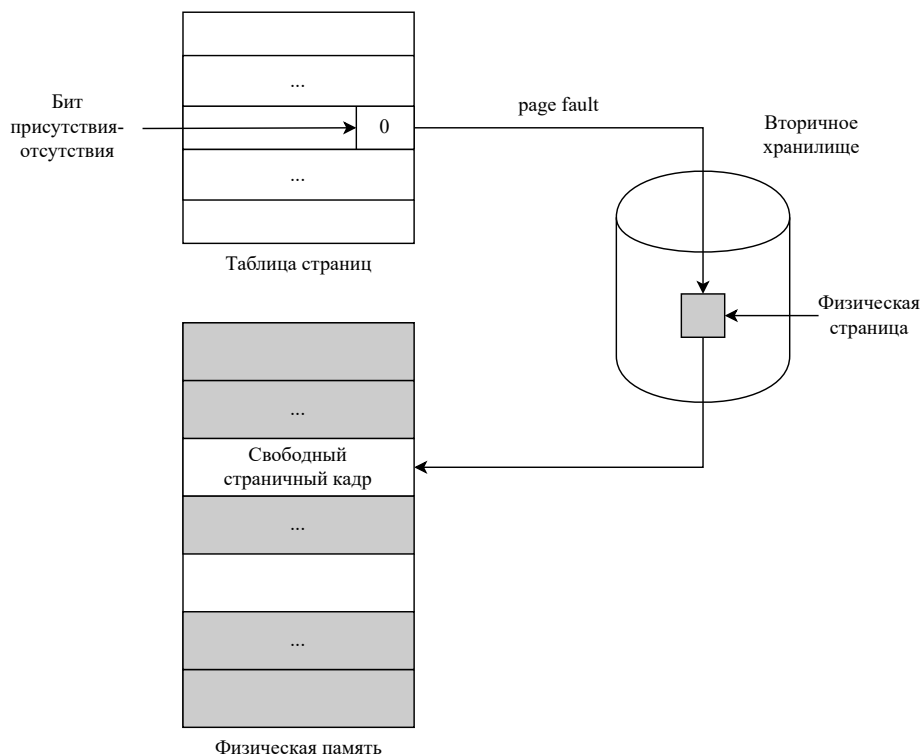 ...
Бит
присутствия-
отсутствия
0
page fault
...
Таблица страниц
Вторичное
хранилище
Физическая
страница
...
Свободный
страничный кадр
...
...
Физическая память